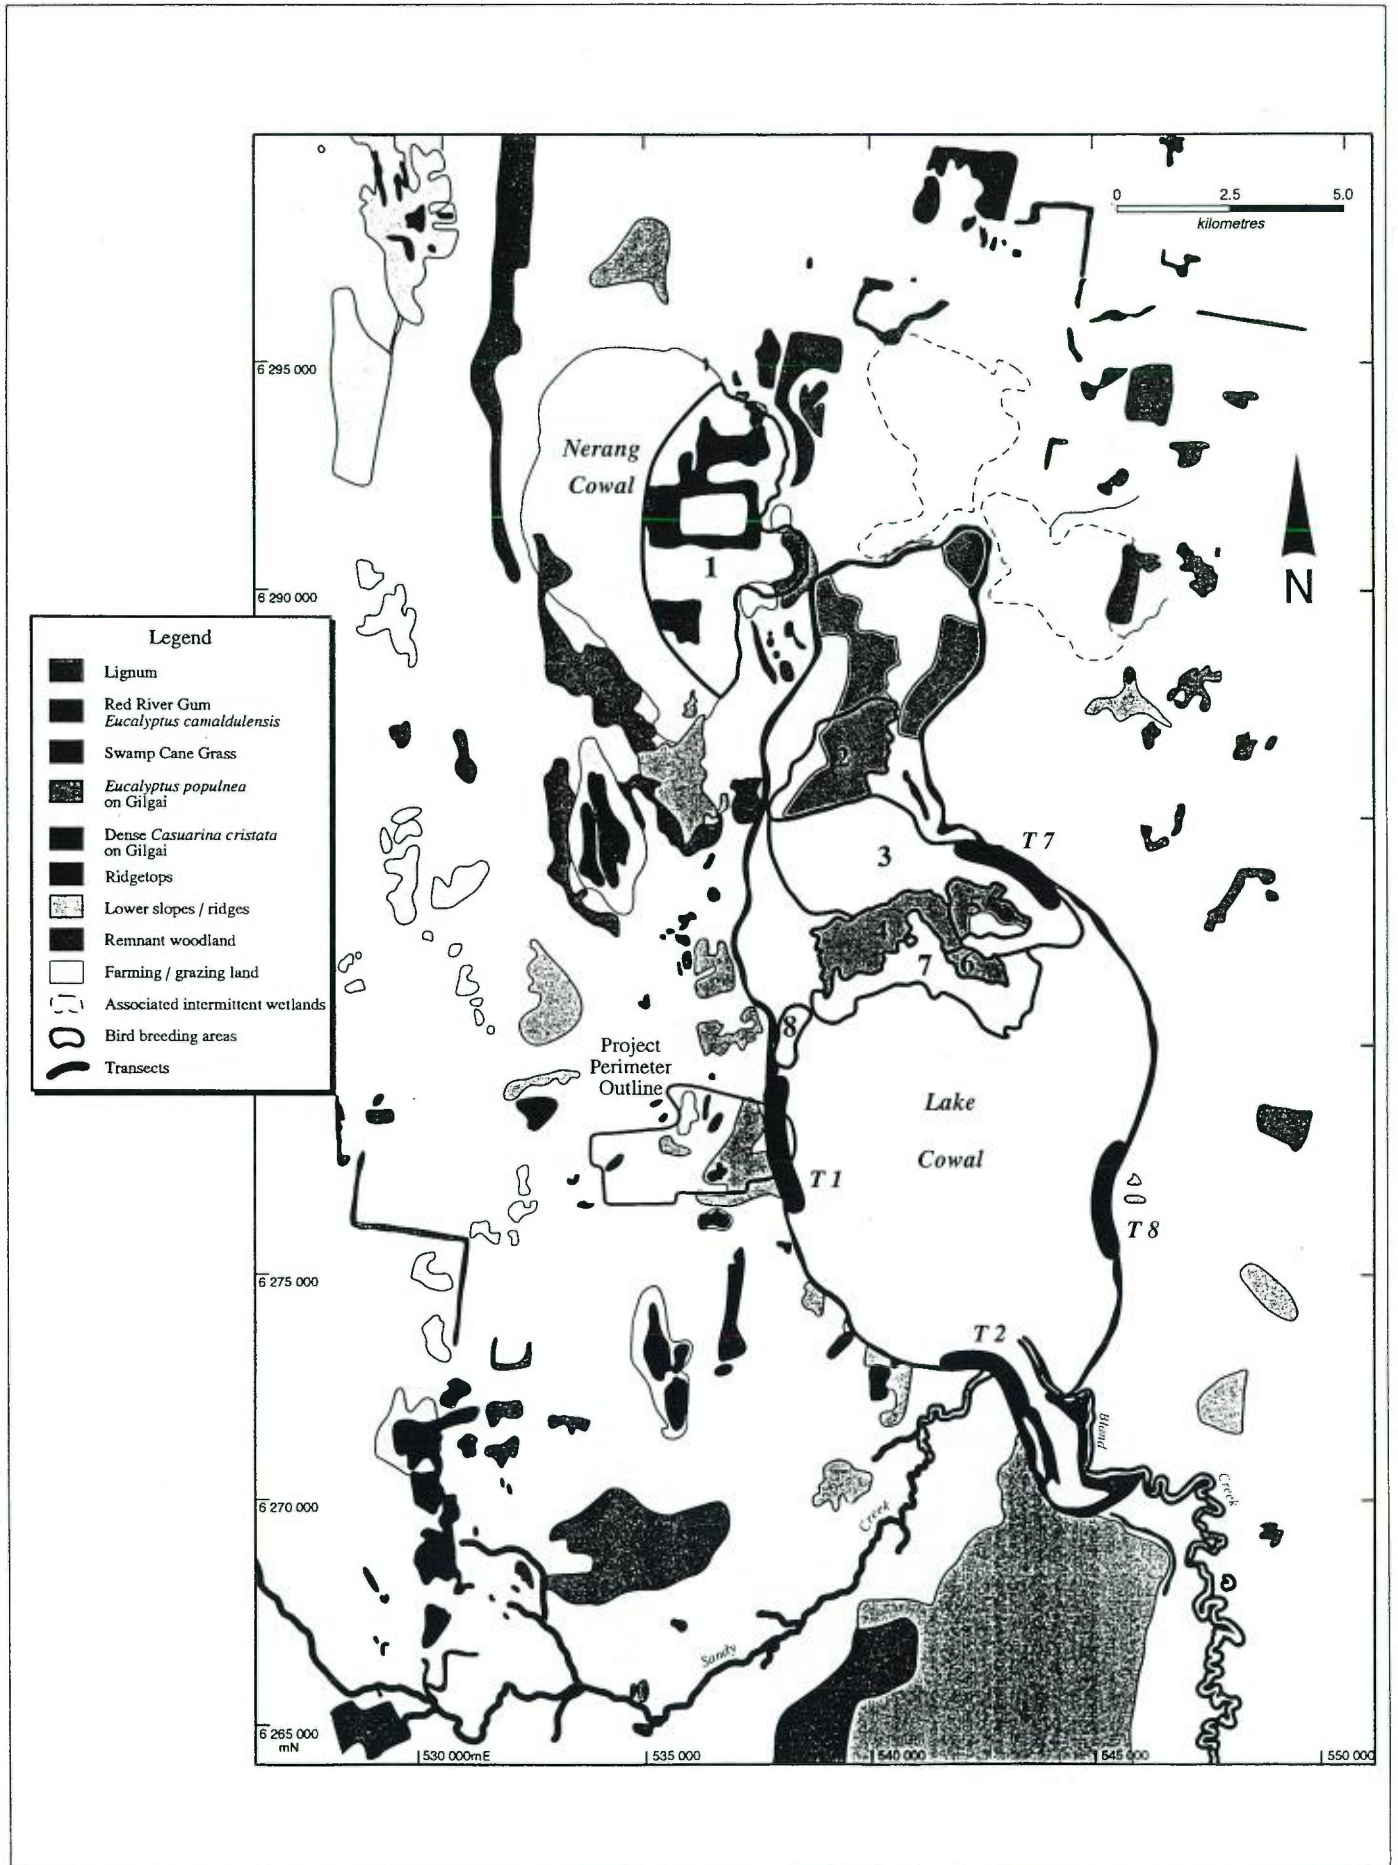 0 2.5 5.0
kilometres
6 295 000
Nerang
Cowal
1
N
6 290 000
Legend
Lignum
Red River Gum
Eucalyptus camaldulensis
Swamp Cane Grass
Eucalyptus populnea
on Gilgai
Dense Casuarina cristata
on Gilgai
Ridgetops
Lower slopes / ridges
Remnant woodland
Farming / grazing land
Associated intermittent wetlands
Bird breeding areas
Transects
2
T 7
3
4
7
6
8
Project
Perimeter
Outline
Lake
Cowal
T 1
T 8
6 275 000
T 2
Bland
Creek
6 270 000
Creek
Sandy
6 265 000
mN
530 000mE
535 000
540 000
545 000
550 000